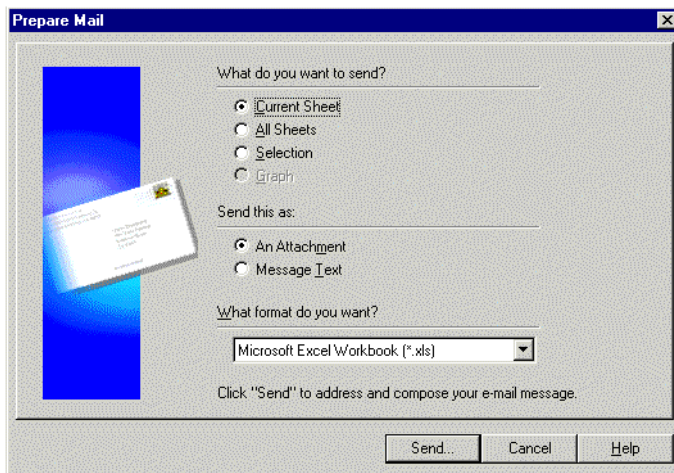 Prepare Mail
What do you want to send?
Current Sheet
All Sheets
Selection
Graph
Send this as:
An Attachment
Message Text
What format do you want?
Microsoft Excel Workbook (*.xls)
Click "Send" to address and compose your e-mail message.
Send... Cancel Help